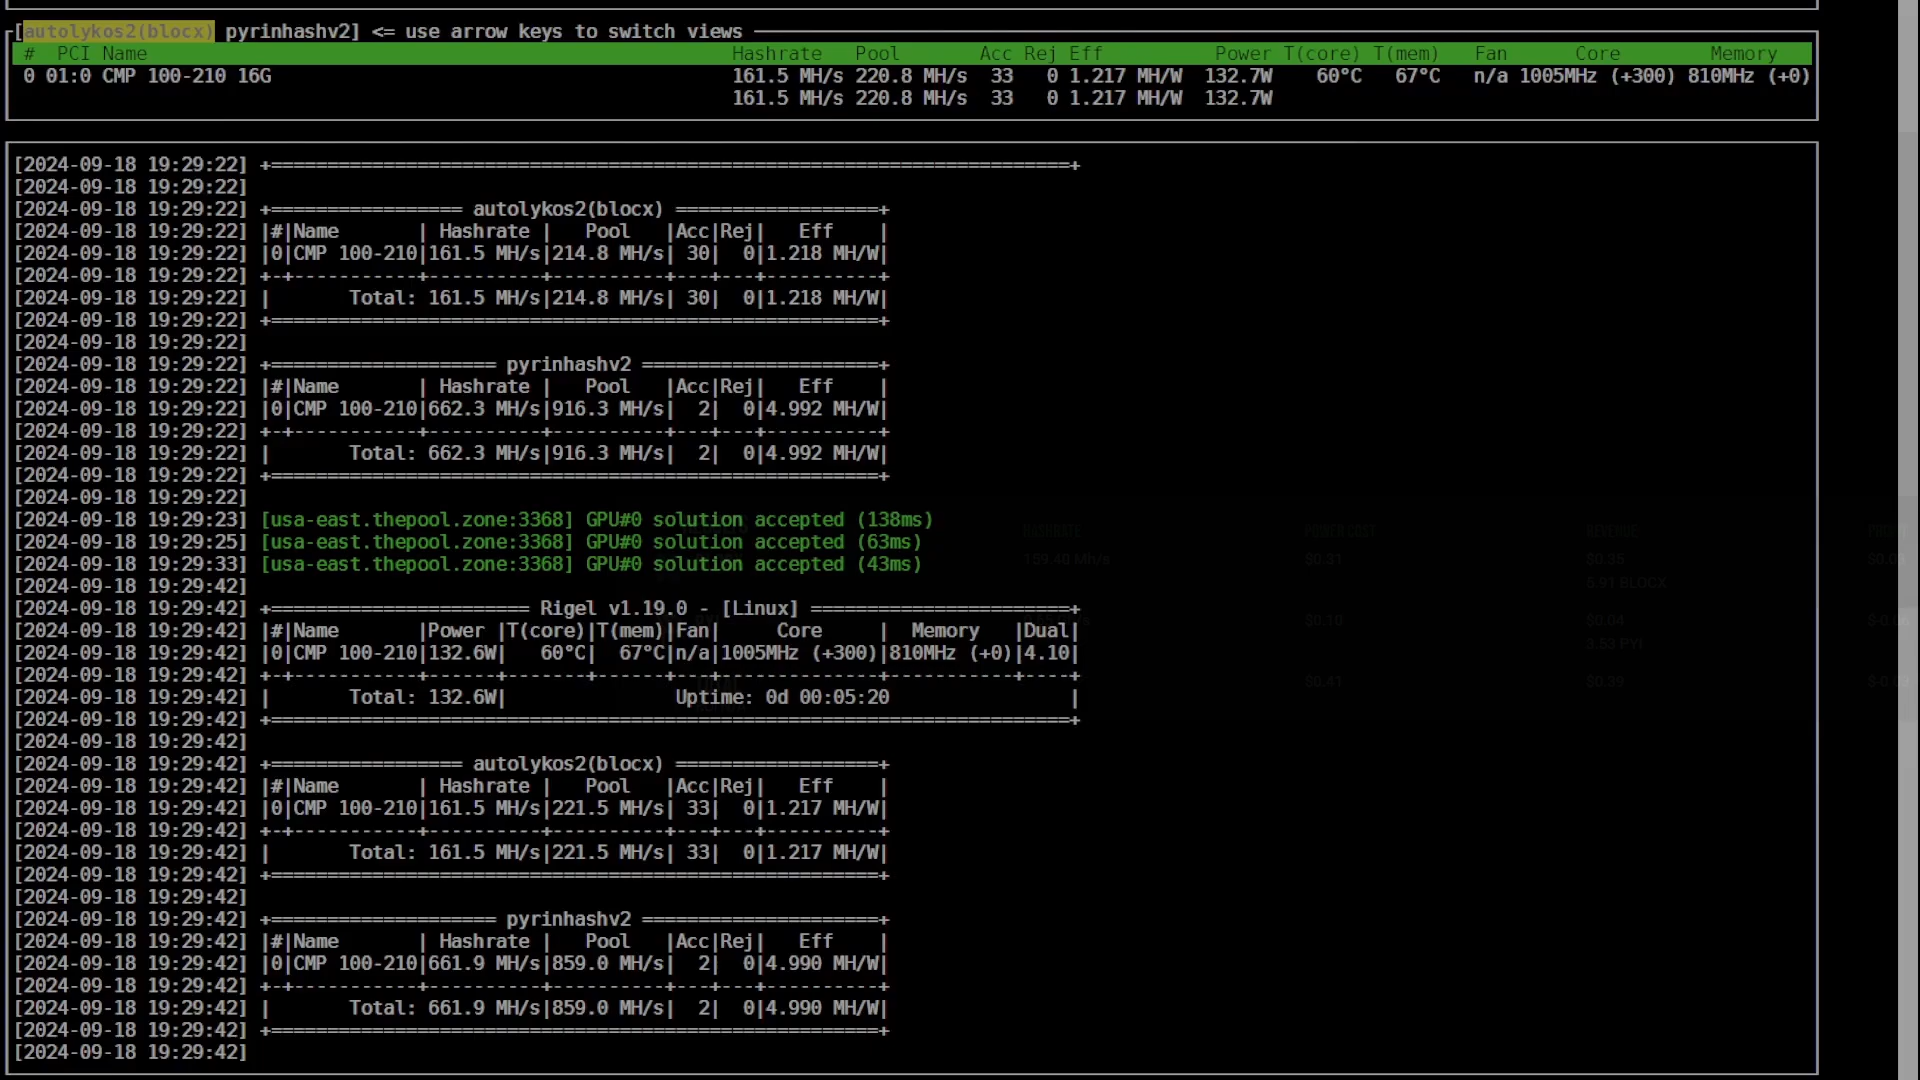 [autolykos2(blocx) pyrinhashv2] <= use arrow keys to switch views
# PCI Name Hashrate Pool Acc Rej Eff Power T(core) T(mem) Fan Core Memory
0 01:0 CMP 100-210 16G 161.5 MH/s 220.8 MH/s 33 0 1.217 MH/W 132.7W 60°C 67°C n/a 1005MHz (+300) 810MHz (+0)
161.5 MH/s 220.8 MH/s 33 0 1.217 MH/W 132.7W
[2024-09-18 19:29:22] +=======================================================================+
[2024-09-18 19:29:22]
[2024-09-18 19:29:22] +================= autolykos2(blocx) ==================+
[2024-09-18 19:29:22] |#|Name | Hashrate | Pool |Acc|Rej| Eff |
[2024-09-18 19:29:22] |0|CMP 100-210|161.5 MH/s|214.8 MH/s| 30| 0|1.218 MH/W|
[2024-09-18 19:29:22] +-+-----------+----------+----------+---+---+----------+
[2024-09-18 19:29:22] | Total: 161.5 MH/s|214.8 MH/s| 30| 0|1.218 MH/W|
[2024-09-18 19:29:22] +======================================================+
[2024-09-18 19:29:22]
[2024-09-18 19:29:22] +==================== pyrinhashv2 =====================+
[2024-09-18 19:29:22] |#|Name | Hashrate | Pool |Acc|Rej| Eff |
[2024-09-18 19:29:22] |0|CMP 100-210|662.3 MH/s|916.3 MH/s| 2| 0|4.992 MH/W|
[2024-09-18 19:29:22] +-+-----------+----------+----------+---+---+----------+
[2024-09-18 19:29:22] | Total: 662.3 MH/s|916.3 MH/s| 2| 0|4.992 MH/W|
[2024-09-18 19:29:22] +======================================================+
[2024-09-18 19:29:22]
[2024-09-18 19:29:23] [usa-east.thepool.zone:3368] GPU#0 solution accepted (138ms)
[2024-09-18 19:29:25] [usa-east.thepool.zone:3368] GPU#0 solution accepted (63ms)
[2024-09-18 19:29:33] [usa-east.thepool.zone:3368] GPU#0 solution accepted (43ms)
[2024-09-18 19:29:42]
[2024-09-18 19:29:42] +======================= Rigel v1.19.0 - [Linux] =======================+
[2024-09-18 19:29:42] |#|Name |Power |T(core)|T(mem)|Fan| Core | Memory |Dual|
[2024-09-18 19:29:42] |0|CMP 100-210|132.6W| 60°C| 67°C|n/a|1005MHz (+300)|810MHz (+0)|4.10|
[2024-09-18 19:29:42] +-+-----------+------+-------+------+---+--------------+-----------+----+
[2024-09-18 19:29:42] | Total: 132.6W| Uptime: 0d 00:05:20 |
[2024-09-18 19:29:42] +=======================================================================+
[2024-09-18 19:29:42]
[2024-09-18 19:29:42] +================= autolykos2(blocx) ==================+
[2024-09-18 19:29:42] |#|Name | Hashrate | Pool |Acc|Rej| Eff |
[2024-09-18 19:29:42] |0|CMP 100-210|161.5 MH/s|221.5 MH/s| 33| 0|1.217 MH/W|
[2024-09-18 19:29:42] +-+-----------+----------+----------+---+---+----------+
[2024-09-18 19:29:42] | Total: 161.5 MH/s|221.5 MH/s| 33| 0|1.217 MH/W|
[2024-09-18 19:29:42] +======================================================+
[2024-09-18 19:29:42]
[2024-09-18 19:29:42] +==================== pyrinhashv2 =====================+
[2024-09-18 19:29:42] |#|Name | Hashrate | Pool |Acc|Rej| Eff |
[2024-09-18 19:29:42] |0|CMP 100-210|661.9 MH/s|859.0 MH/s| 2| 0|4.990 MH/W|
[2024-09-18 19:29:42] +-+-----------+----------+----------+---+---+----------+
[2024-09-18 19:29:42] | Total: 661.9 MH/s|859.0 MH/s| 2| 0|4.990 MH/W|
[2024-09-18 19:29:42] +======================================================+
[2024-09-18 19:29:42]
HASHRATE POWER COST REVENUE
159.40 Mh/s $0.31 $0.35
5.91 BLOCX
$0.10 $0.04
3.53 PYI
$0.41 $0.39